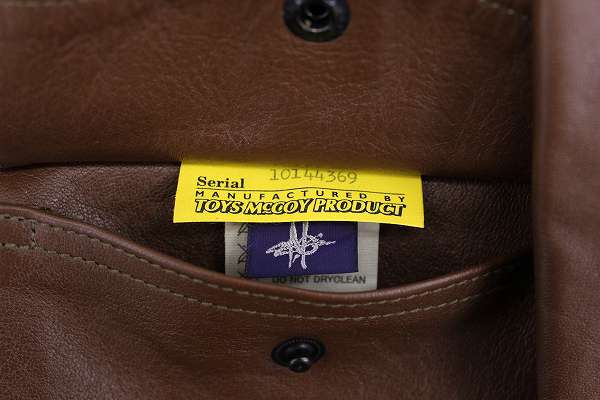 Serial 10144369
MANUFACTURED BY
TOYS McCOY PRODUCT
DO NOT DRYCLEAN